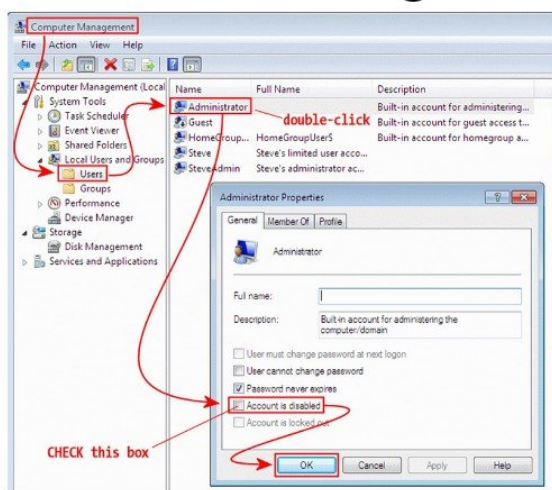 Computer Management
File Action View Help
Computer Management (Local
System Tools
Task Scheduler
Event Viewer
Shared Folders
Local Users and Groups
Users
Groups
Performance
Device Manager
Storage
Disk Management
Services and Applications
Name Full Name Description
Administrator Built-in account for administering...
Guest Built-in account for guest access t...
HomeGroup... HomeGroupUser$ Built-in account for homegroup a...
Steve Steve's limited user acco...
SteveAdmin Steve's administrator ac...
double-click
Administrator Properties
General Member Of Profile
Administrator
Full name:
Description: Built-in account for administering the
computer/domain
User must change password at next logon
User cannot change password
Password never expires
Account is disabled
Account is locked out
CHECK this box
OK Cancel Apply Help